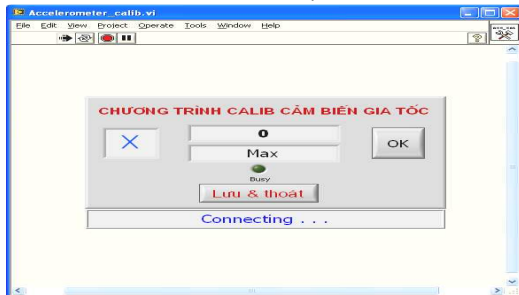 Accelerometer_calib.vi
File Edit View Project Operate Tools Window Help
CHƯƠNG TRÌNH CALIB CẢM BIẾN GIA TỐC
X
0
Max
OK
Busy
Lưu & thoát
Connecting . . .